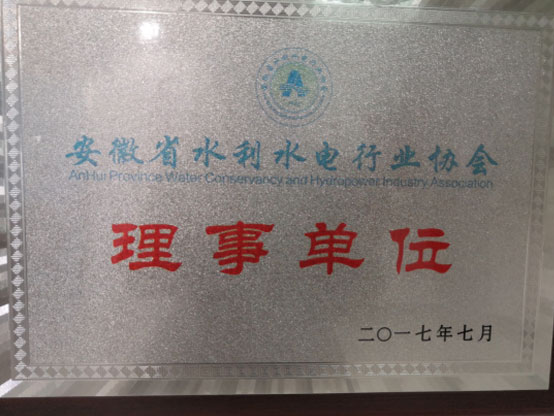 安徽省水利水电行业协会
AnHui Province Water Conservancy and Hydropower Industry Association
理事单位
二〇一七年七月